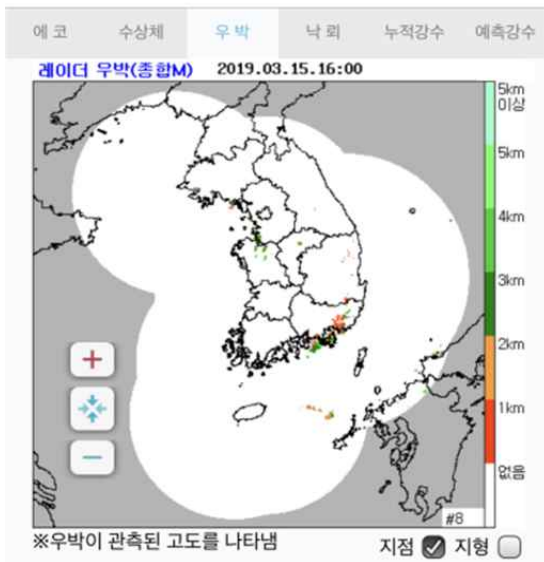 에코 수상체 우박 낙뢰 누적강수 예측강수
레이더 우박(종합M) 2019.03.15.16:00
5km
이상
5km
4km
3km
2km
1km
없음
#8
※우박이 관측된 고도를 나타냄
지점 지형